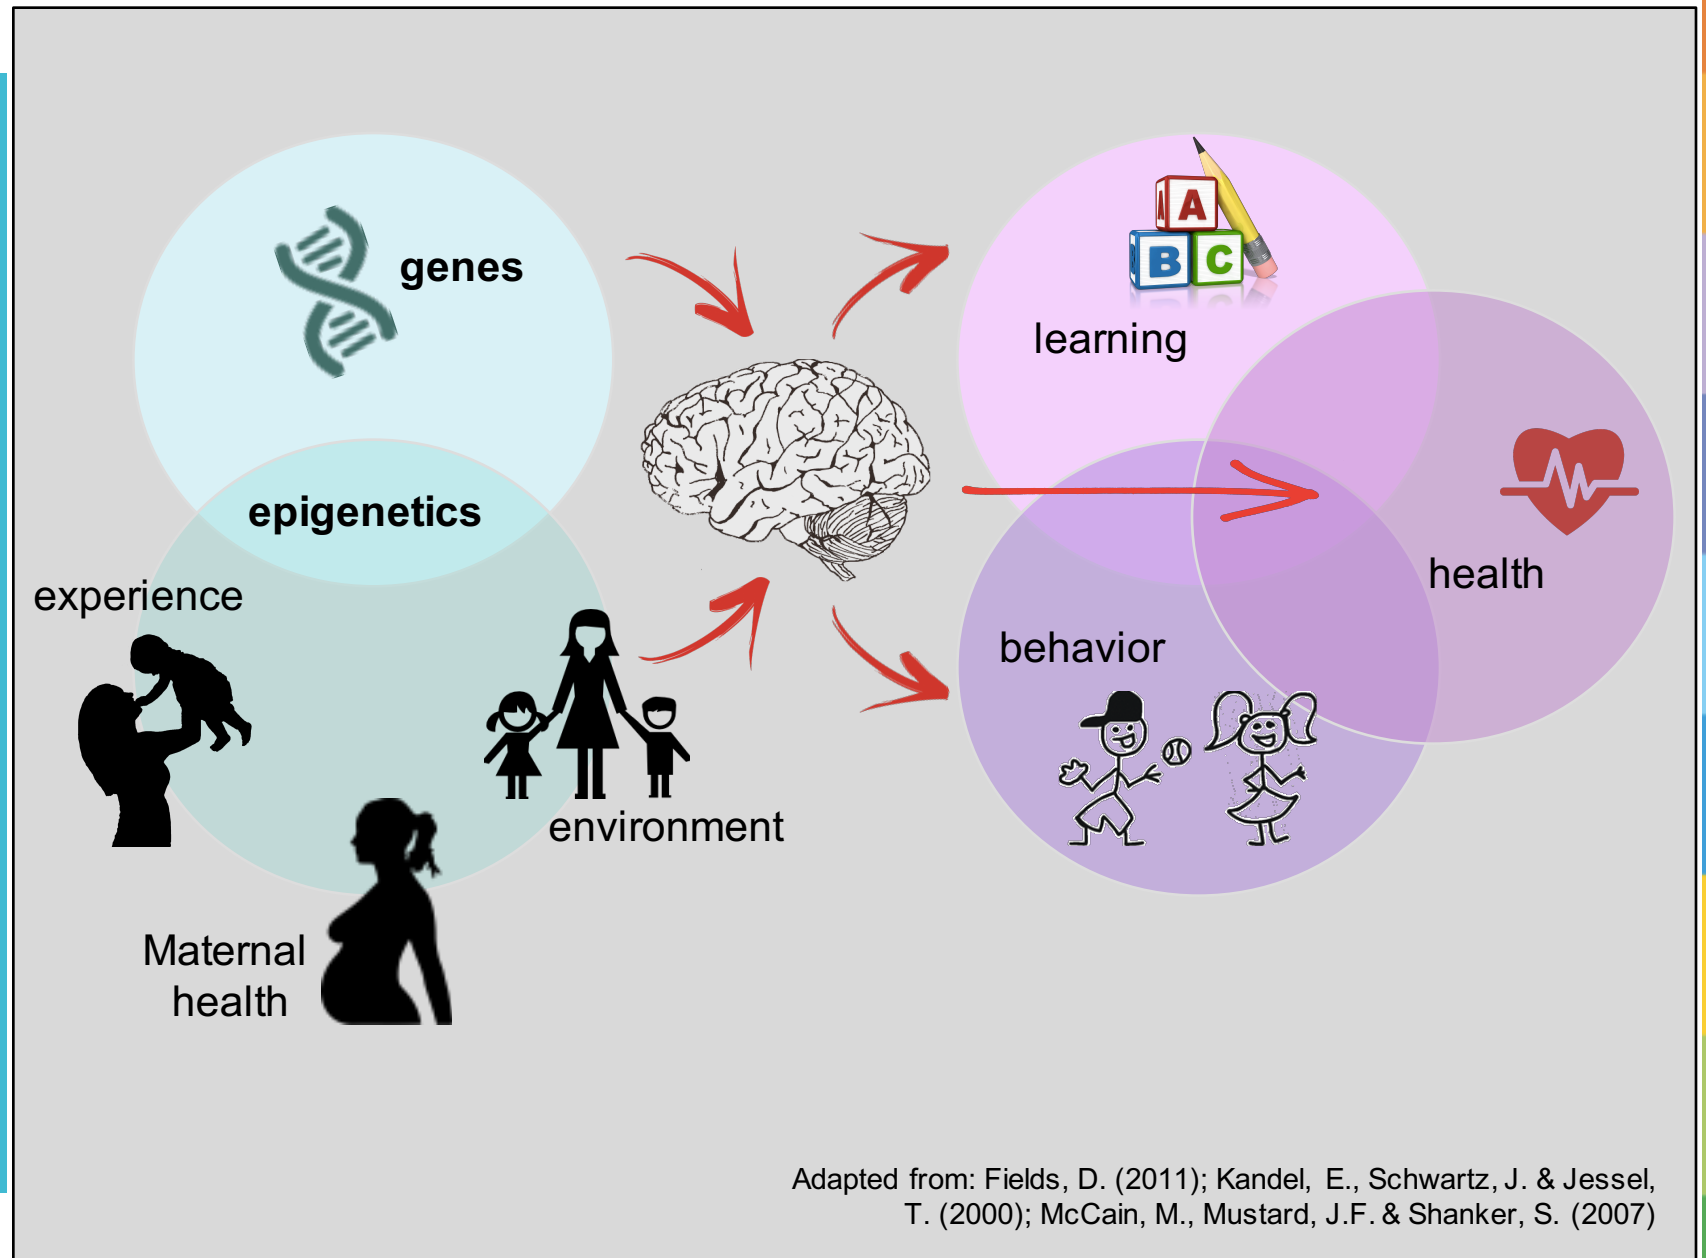 genes
epigenetics
experience
environment
Maternal
health
A
A
B
C
learning
health
behavior
Adapted from: Fields, D. (2011); Kandel, E., Schwartz, J. & Jessel,
T. (2000); McCain, M., Mustard, J.F. & Shanker, S. (2007)